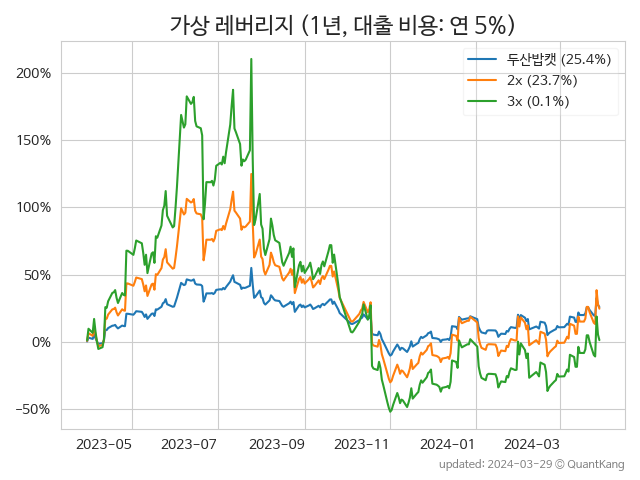 가상 레버리지 (1년, 대출 비용: 연 5%)
두산밥캣 (25.4%)
2x (23.7%)
3x (0.1%)
200%
150%
100%
50%
0%
−50%
2023−05
2023−07
2023−09
2023−11
2024−01
2024−03
updated: 2024−03−29 ⓒ QuantKang